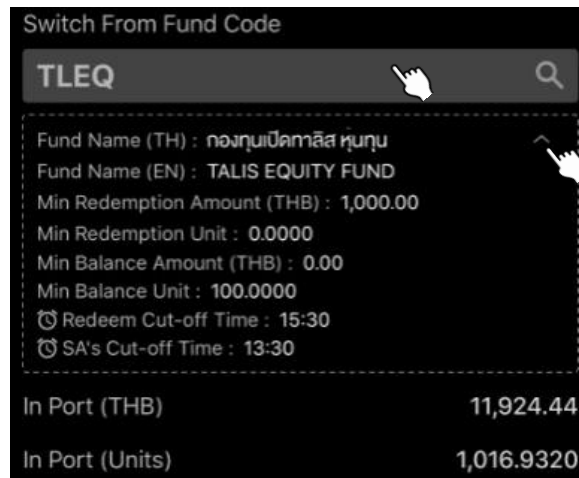 Switch From Fund Code
TLEQ
Fund Name (TH) : กองทุนเปิดทาลิส หุ้นทุน
Fund Name (EN) : TALIS EQUITY FUND
Min Redemption Amount (THB) : 1,000.00
Min Redemption Unit : 0.0000
Min Balance Amount (THB) : 0.00
Min Balance Unit : 100.0000
Redeem Cut-off Time : 15:30
SA's Cut-off Time : 13:30
In Port (THB) 11,924.44
In Port (Units) 1,016.9320